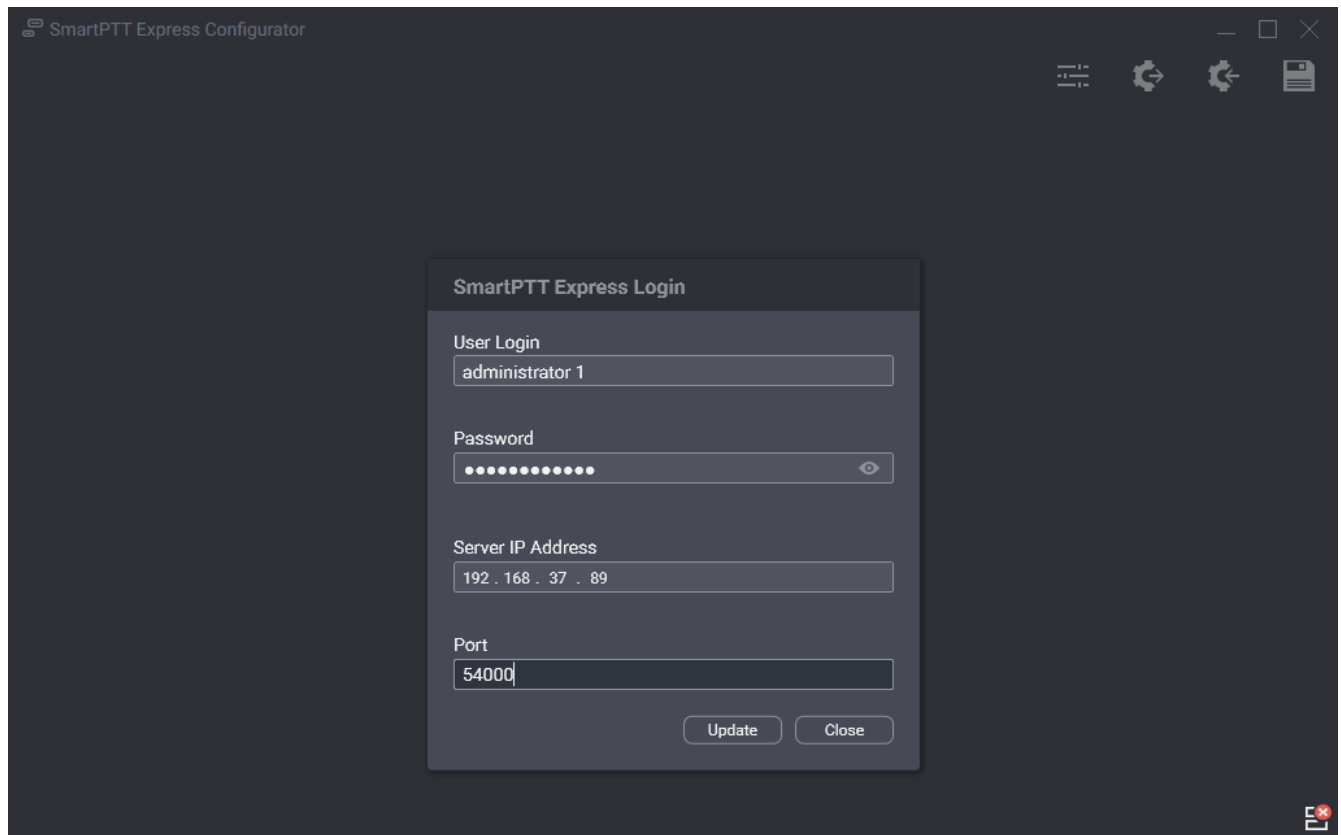 SmartPTT Express Configurator
SmartPTT Express Login
User Login
administrator 1
Password
••••••••••••
Server IP Address
192 . 168 . 37 . 89
Port
54000
Update
Close